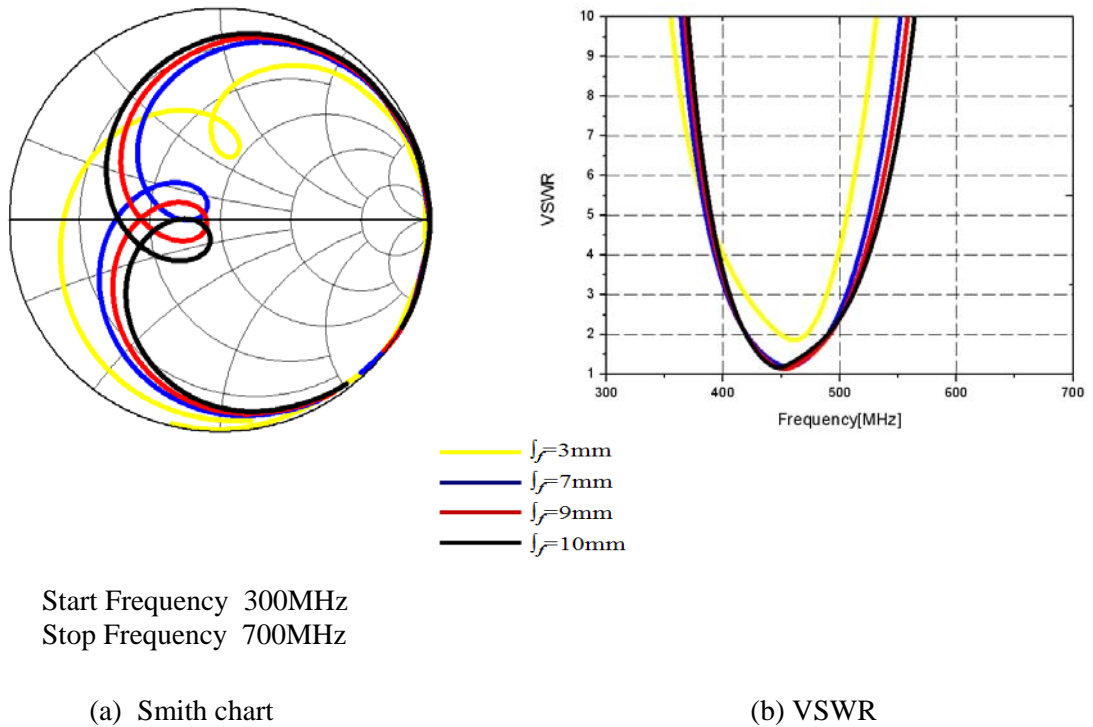 10
9
8
7
6
5
4
3
2
1
VSWR
300 400 500 600 700
Frequency[MHz]
∫f=3mm
∫f=7mm
∫f=9mm
∫f=10mm
Start Frequency 300MHz
Stop Frequency 700MHz
(a) Smith chart
(b) VSWR